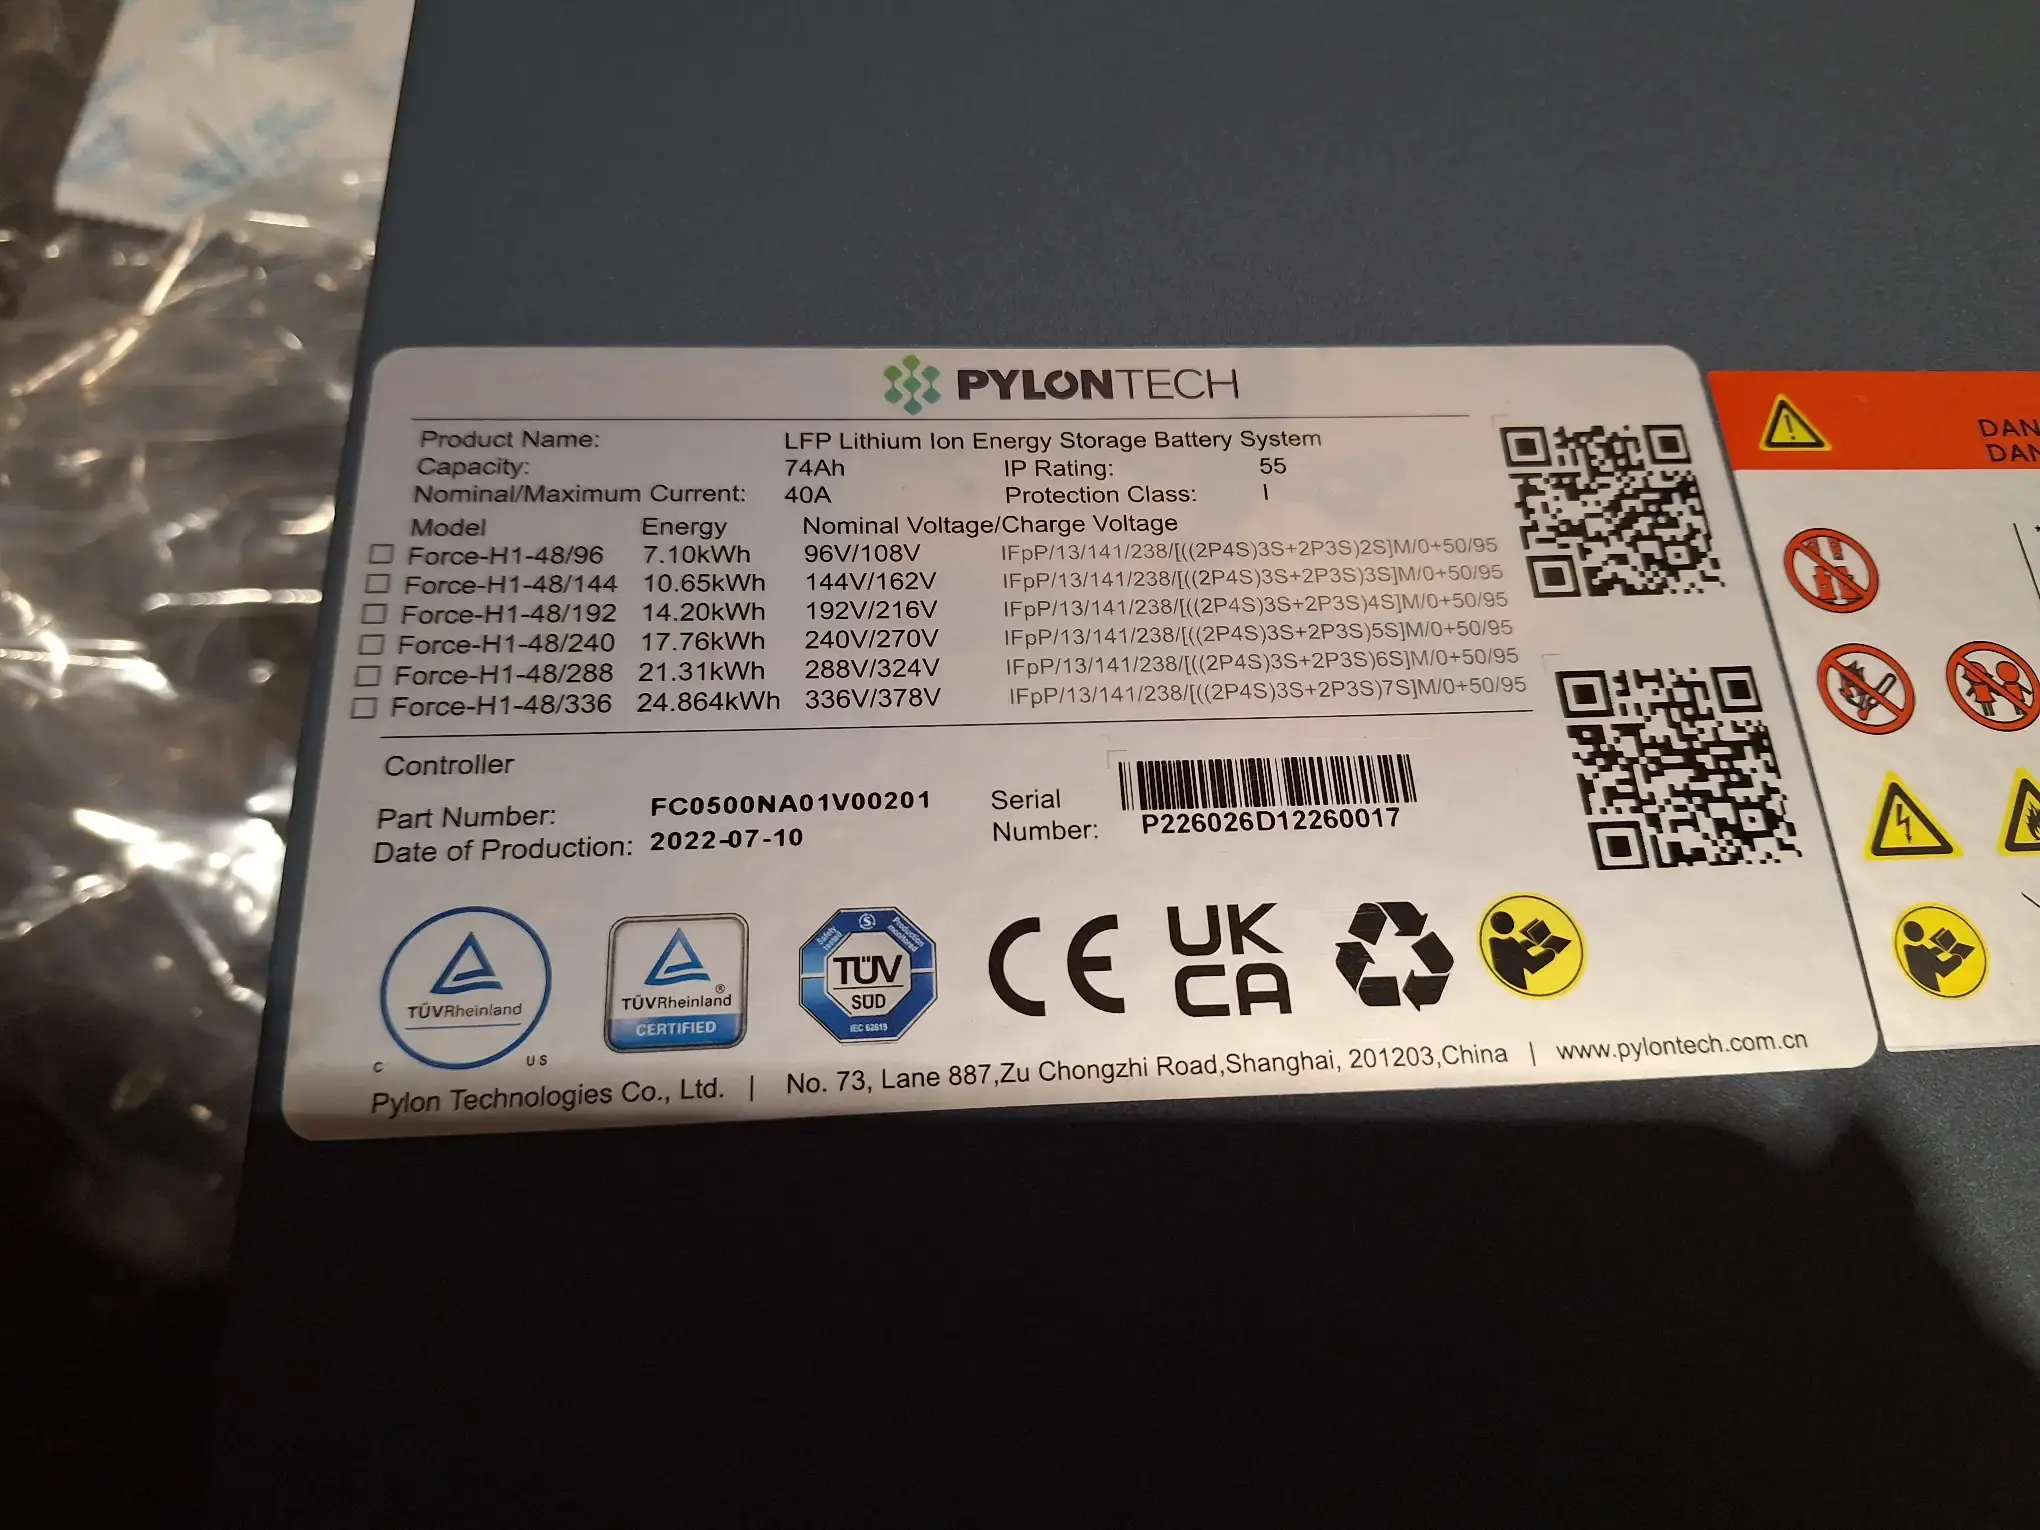 PYLONTECH
Product Name: LFP Lithium Ion Energy Storage Battery System
Capacity: 74Ah IP Rating: 55
Nominal/Maximum Current: 40A Protection Class: I
Model Energy Nominal Voltage/Charge Voltage
Force-H1-48/96 7.10kWh 96V/108V IFpP/13/141/238/[((2P4S)3S+2P3S)2S]M/0+50/95
Force-H1-48/144 10.65kWh 144V/162V IFpP/13/141/238/[((2P4S)3S+2P3S)3S]M/0+50/95
Force-H1-48/192 14.20kWh 192V/216V IFpP/13/141/238/[((2P4S)3S+2P3S)4S]M/0+50/95
Force-H1-48/240 17.76kWh 240V/270V IFpP/13/141/238/[((2P4S)3S+2P3S)5S]M/0+50/95
Force-H1-48/288 21.31kWh 288V/324V IFpP/13/141/238/[((2P4S)3S+2P3S)6S]M/0+50/95
Force-H1-48/336 24.864kWh 336V/378V IFpP/13/141/238/[((2P4S)3S+2P3S)7S]M/0+50/95
Controller
Part Number: FC0500NA01V00201
Date of Production: 2022-07-10
Serial
Number: P226026D12260017
TÜVRheinland
C US
TÜVRheinland®
CERTIFIED
Safety tested
Production monitored
TÜV
SÜD
IEC 62619
CE
UK
CA
Pylon Technologies Co., Ltd. | No. 73, Lane 887,Zu Chongzhi Road,Shanghai, 201203,China | www.pylontech.com.cn
DAN
DAN